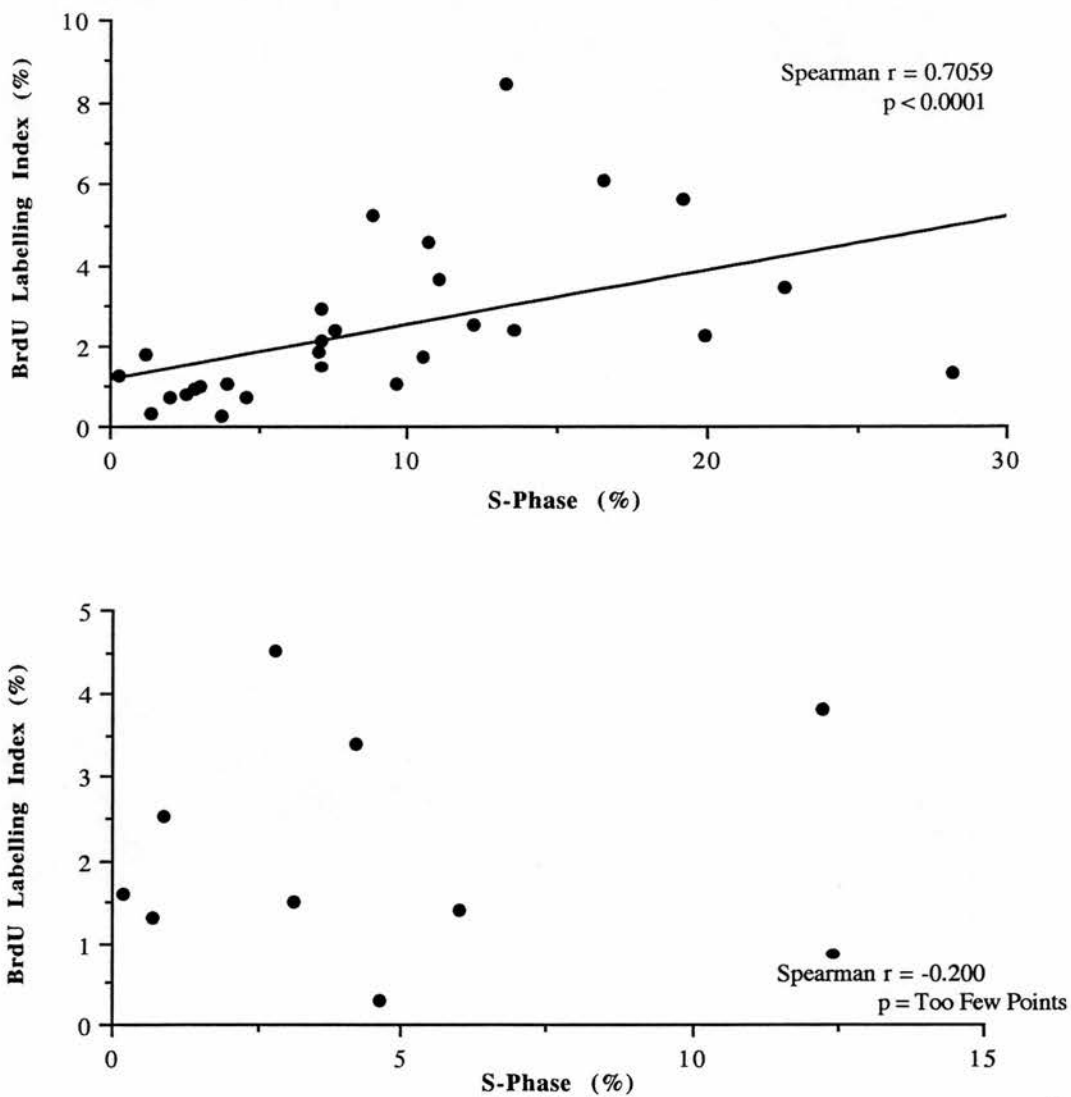 10
8
6
4
2
0
BrdU Labelling Index (%)
Spearman r = 0.7059
p < 0.0001
0 10 20 30
S-Phase (%)
5
4
3
2
1
0
BrdU Labelling Index (%)
Spearman r = -0.200
p = Too Few Points
0 5 10 15
S-Phase (%)